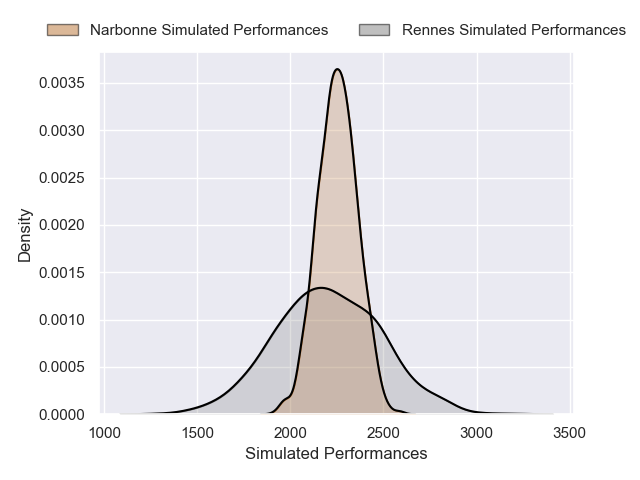 Narbonne Simulated Performances Rennes Simulated Performances
0.0035
0.0030
0.0025
0.0020
0.0015
0.0010
0.0005
0.0000
Density
1000 1500 2000 2500 3000 3500
Simulated Performances